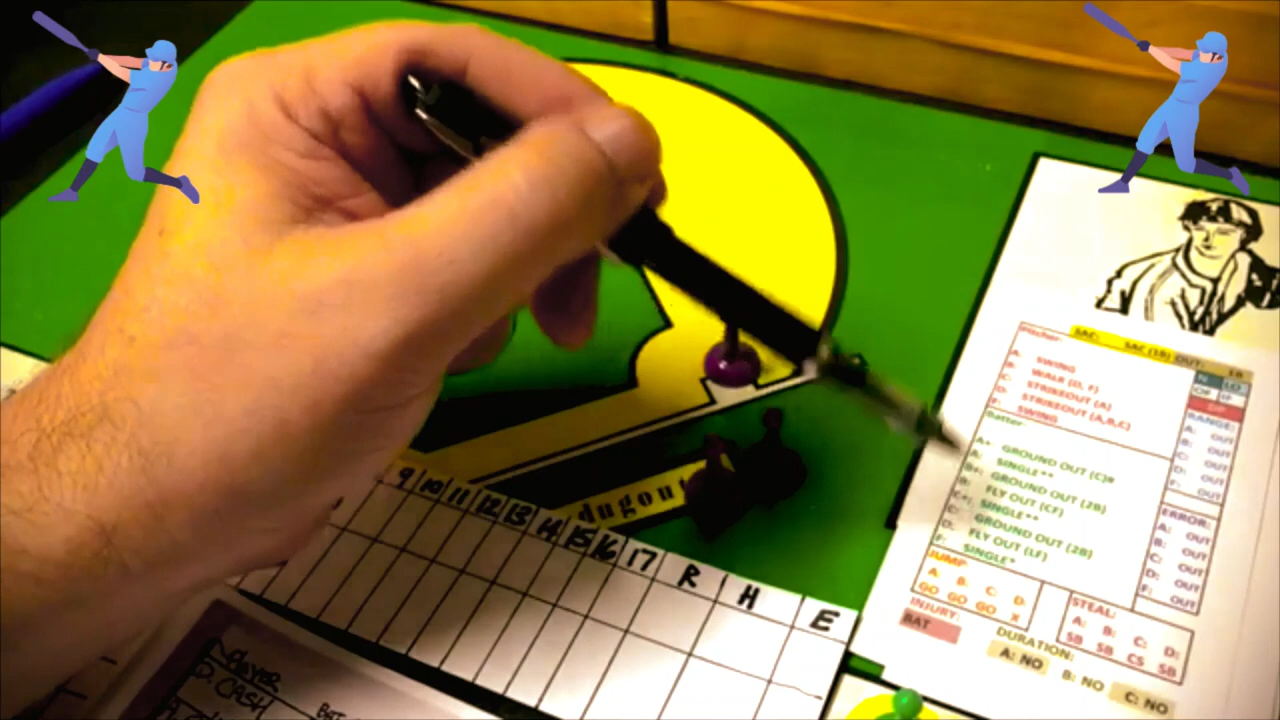 SAC: SAC (1B) OUT: 1B
Pitcher:
A: SWING
B: WALK (D, F)
C: STRIKEOUT (A)
D: STRIKEOUT (A,B,C)
F: SWING
Batter:
A+ GROUND OUT (C)#
A: SINGLE**
B+: GROUND OUT (2B)
B: FLY OUT (CF)
C+: SINGLE**
C: GROUND OUT (2B)
D: FLY OUT (LF)
F: SINGLE*
RANGE:
A: OUT
B: OUT
C: OUT
D: OUT
F: OUT
ERROR:
A: OUT
B: OUT
C: OUT
D: OUT
F: OUT
JUMP
A: B: C: D:
GO GO GO X
STEAL:
A: B: C: D:
SB SB CS SB
INJURY:
BAT
DURATION:
A: NO B: NO C: NO
dugout
9 10 11 12 13 14 15 16 17 R H E
PLAYER
D. CASH